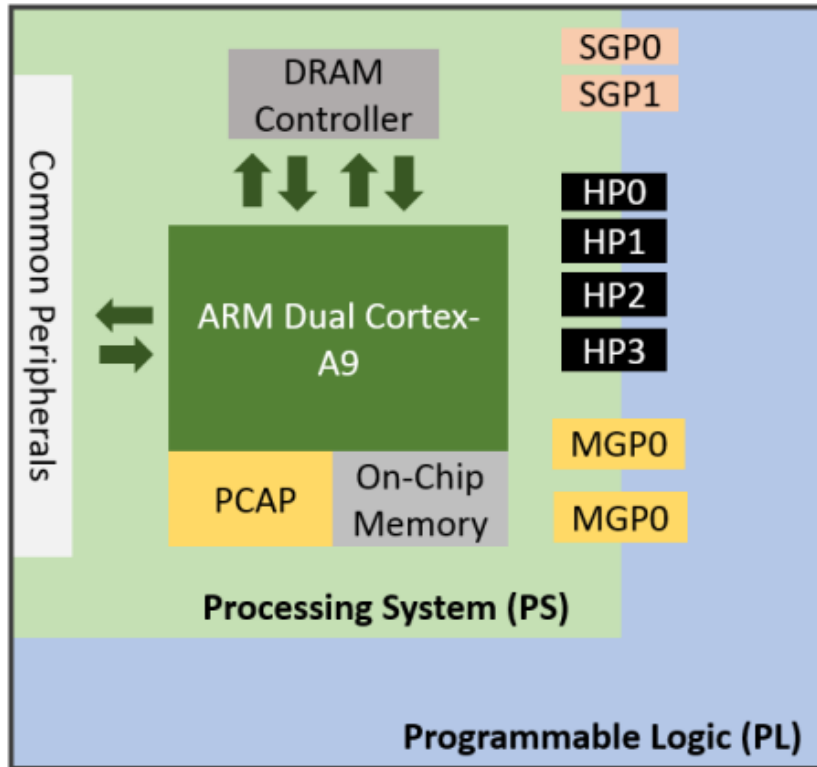 DRAM
Controller
SGP0
SGP1
Common Peripherals
HP0
HP1
HP2
HP3
ARM Dual Cortex-
A9
MGP0
MGP0
PCAP
On-Chip
Memory
Processing System (PS)
Programmable Logic (PL)